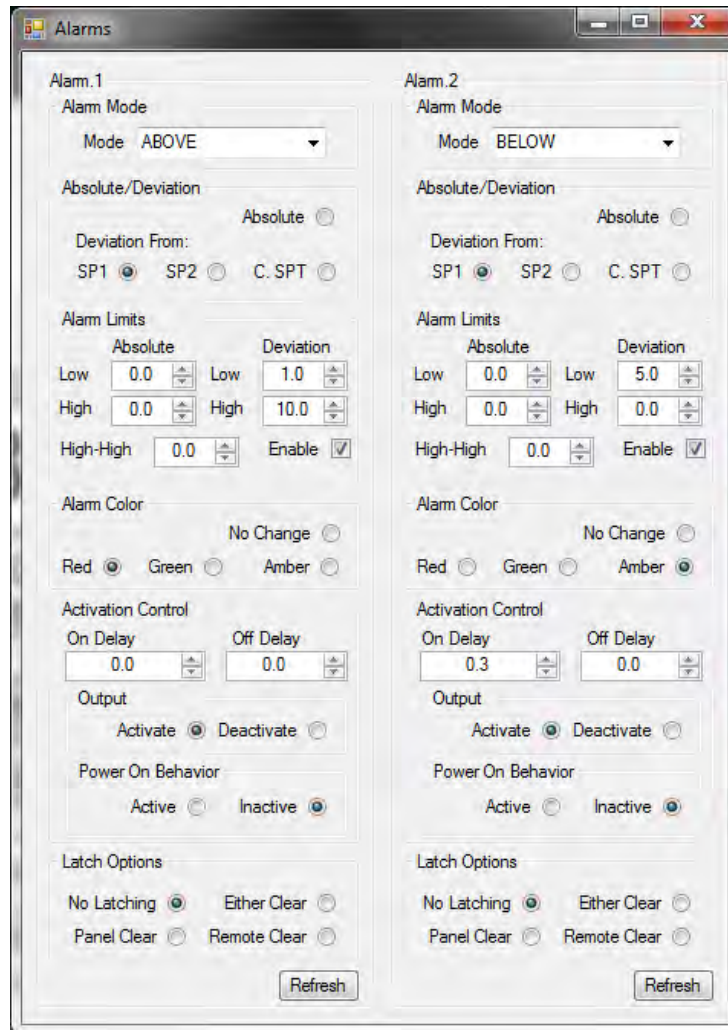 Alarms
Alarm.1
Alarm Mode
Mode ABOVE
Absolute/Deviation
Absolute
Deviation From:
SP1 SP2 C. SPT
Alarm Limits
Absolute Deviation
Low 0.0 Low 1.0
High 0.0 High 10.0
High-High 0.0 Enable
Alarm Color
No Change
Red Green Amber
Activation Control
On Delay Off Delay
0.0 0.0
Output
Activate Deactivate
Power On Behavior
Active Inactive
Latch Options
No Latching Either Clear
Panel Clear Remote Clear
Refresh
Alarm.2
Alarm Mode
Mode BELOW
Absolute/Deviation
Absolute
Deviation From:
SP1 SP2 C. SPT
Alarm Limits
Absolute Deviation
Low 0.0 Low 5.0
High 0.0 High 0.0
High-High 0.0 Enable
Alarm Color
No Change
Red Green Amber
Activation Control
On Delay Off Delay
0.3 0.0
Output
Activate Deactivate
Power On Behavior
Active Inactive
Latch Options
No Latching Either Clear
Panel Clear Remote Clear
Refresh